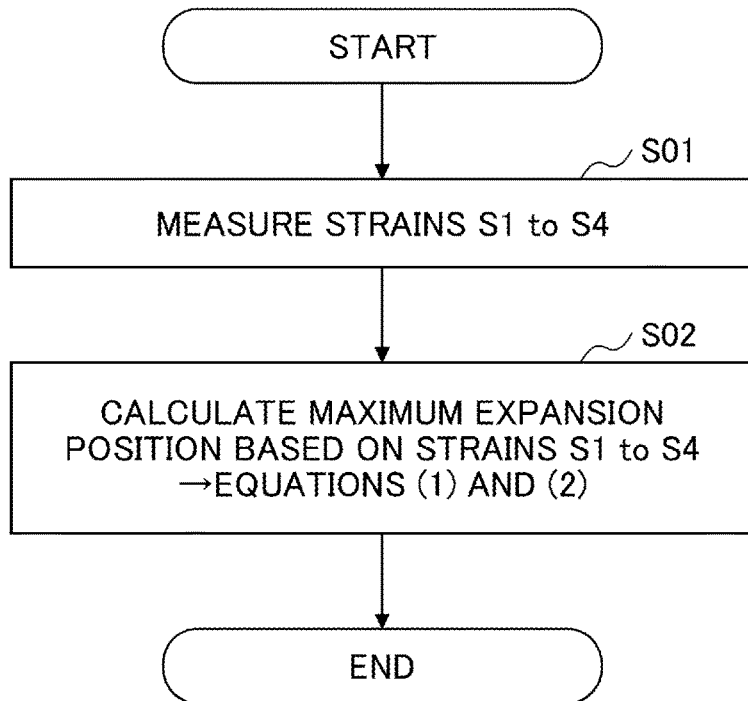 START
S01
MEASURE STRAINS S1 to S4
S02
CALCULATE MAXIMUM EXPANSION
POSITION BASED ON STRAINS S1 to S4
→EQUATIONS (1) AND (2)
END